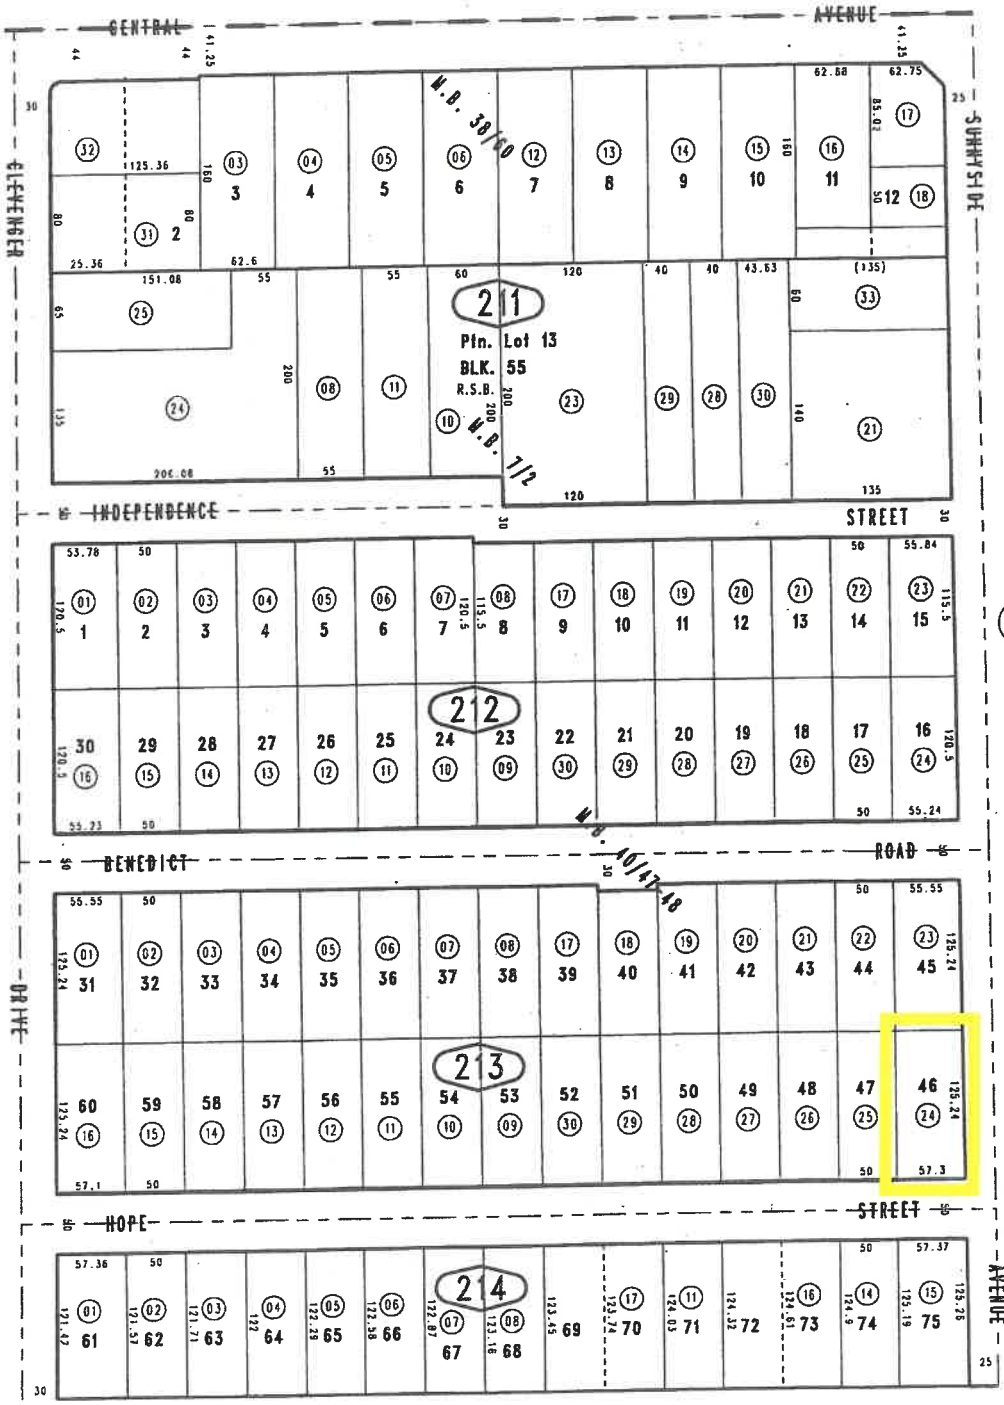 CENTRAL AVENUE
44 44 41.25 41.25
30 62.88 62.75 25
32 125.36 160 03 04 05 06 12 13 14 15 160 16 85.02 17
M.B. 38/60
3 4 5 6 7 8 9 10 11
80 31 2 80 50 12 18
25.36 62.6
151.08 55 55 60 120 40 40 43.63 (135)
65 25 211 60 33
Ptn. Lot 13
BLK. 55
R.S.B.
135 24 200 08 11 10 200 200 23 29 28 30 140 21
M.B. 7/2
206.08 55 120 135
CLEVENGER DRIVE
SUNNYSIDE AVENUE
50 INDEPENDENCE 30 STREET 30
53.78 50 50 55.84
120.5 01 02 03 04 05 06 07 120.5 115.5 08 17 18 19 20 21 22 23 115.5
1 2 3 4 5 6 7 8 9 10 11 12 13 14 15
212
120.5 30 29 28 27 26 25 24 23 22 21 20 19 18 17 16 120.5
16 15 14 13 12 11 10 09 30 29 28 27 26 25 24
55.23 50 50 55.24
M.B. 40/47-48
50 BENEDICT 30 ROAD 50
55.55 50 50 55.55
125.24 01 02 03 04 05 06 07 08 17 18 19 20 21 22 23 125.24
31 32 33 34 35 36 37 38 39 40 41 42 43 44 45
213
125.24 60 59 58 57 56 55 54 53 52 51 50 49 48 47 46 125.24
16 15 14 13 12 11 10 09 30 29 28 27 26 25 24
57.1 50 50 57.3
50 HOPE STREET 50
57.36 50 50 57.37
214
121.47 01 121.57 02 121.71 03 122 04 122.29 05 122.58 06 122.87 07 123.16 08 123.45 123.74 17 124.03 11 124.32 124.61 16 124.9 14 125.19 15 125.26
61 62 63 64 65 66 67 68 69 70 71 72 73 74 75
30 25